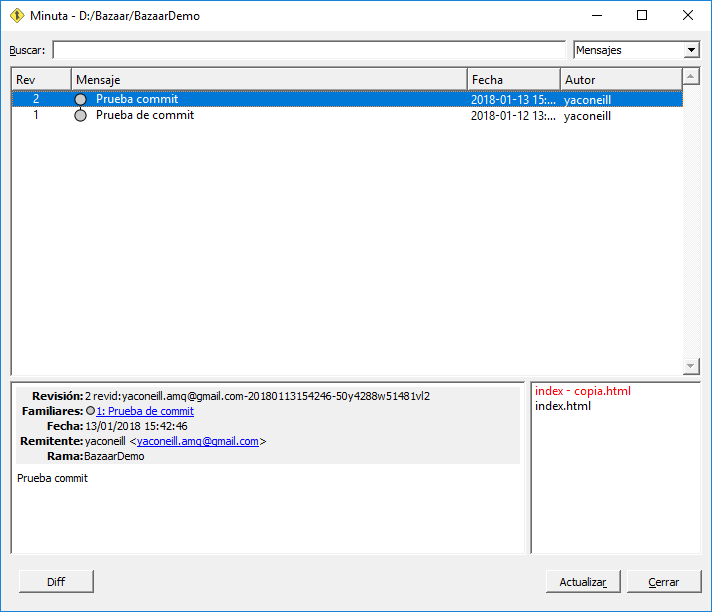 Minuta - D:/Bazaar/BazaarDemo
Buscar: Mensajes
Rev Mensaje Fecha Autor
2 Prueba commit 2018-01-13 15:... yaconeill
1 Prueba de commit 2018-01-12 13:... yaconeill
Revisión: 2 revid:yaconeill.amq@gmail.com-20180113154246-50y4288w51481vl2
Familiares: 1: Prueba de commit
Fecha: 13/01/2018 15:42:46
Remitente: yaconeill <yaconeill.amq@gmail.com>
Rama: BazaarDemo
Prueba commit
index - copia.html
index.html
Diff Actualizar Cerrar